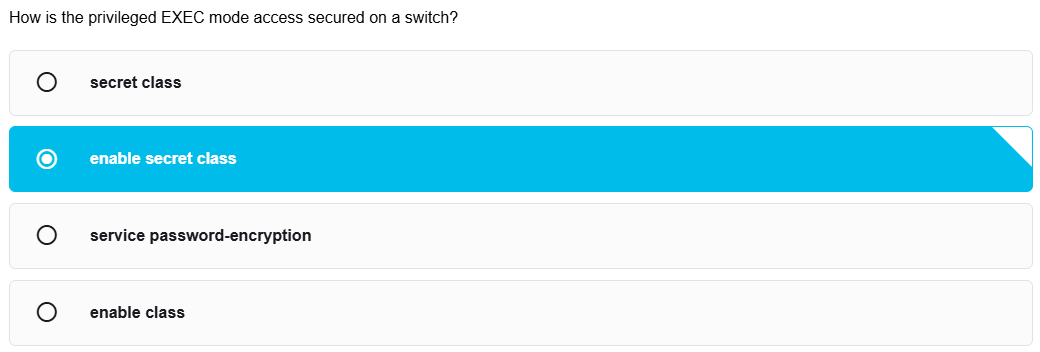 How is the privileged EXEC mode access secured on a switch?
secret class
enable secret class
service password-encryption
enable class